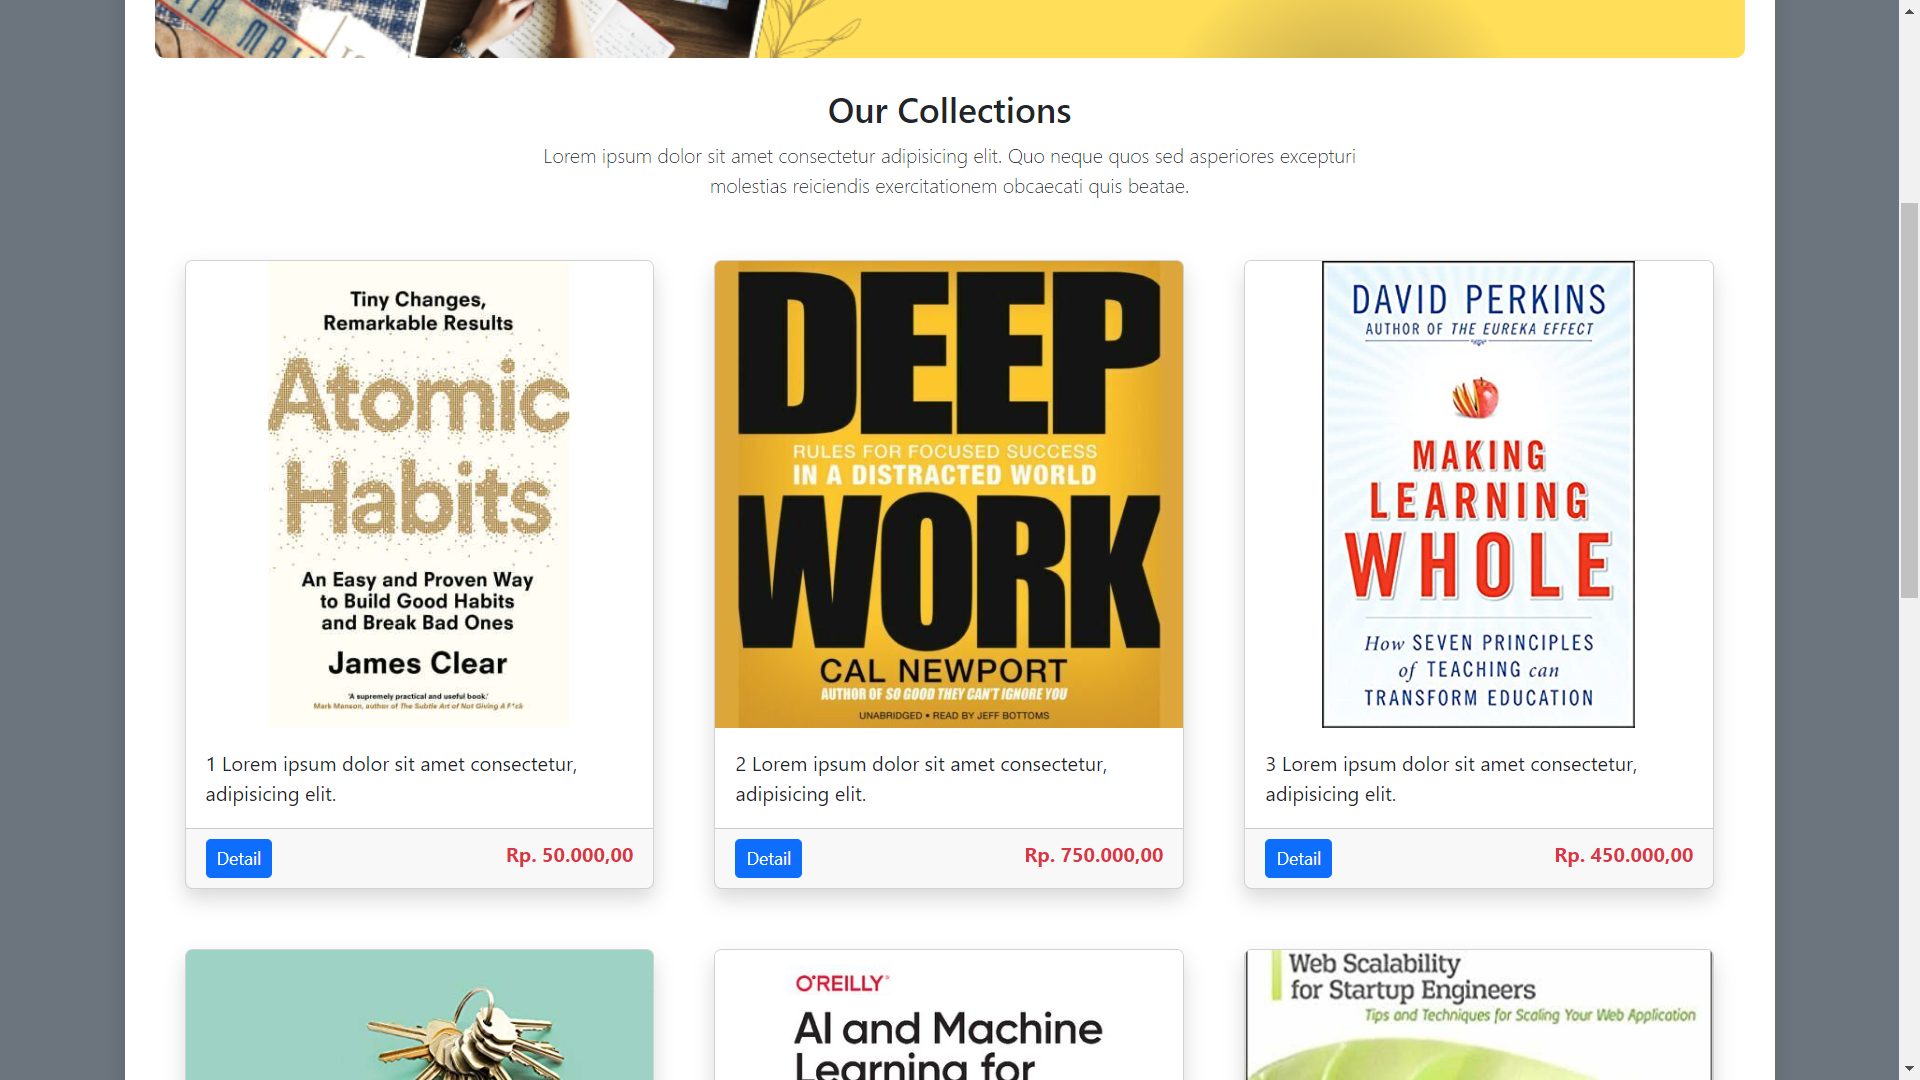 AIR MAIL
Our Collections
Lorem ipsum dolor sit amet consectetur adipisicing elit. Quo neque quos sed asperiores excepturi
molestias reiciendis exercitationem obcaecati quis beatae.
Tiny Changes,
Remarkable Results
Atomic
Habits
An Easy and Proven Way
to Build Good Habits
and Break Bad Ones
James Clear
'A supremely practical and useful book.'
Mark Manson, author of The Subtle Art of Not Giving A F*ck
1 Lorem ipsum dolor sit amet consectetur,
adipisicing elit.
Detail
Rp. 50.000,00
DEEP
RULES FOR FOCUSED SUCCESS
IN A DISTRACTED WORLD
WORK
CAL NEWPORT
AUTHOR OF SO GOOD THEY CAN'T IGNORE YOU
UNABRIDGED • READ BY JEFF BOTTOMS
2 Lorem ipsum dolor sit amet consectetur,
adipisicing elit.
Detail
Rp. 750.000,00
DAVID PERKINS
AUTHOR OF THE EUREKA EFFECT
MAKING
LEARNING
WHOLE
How SEVEN PRINCIPLES
of TEACHING can
TRANSFORM EDUCATION
3 Lorem ipsum dolor sit amet consectetur,
adipisicing elit.
Detail
Rp. 450.000,00
O'REILLY
AI and Machine
Learning for
Web Scalability
for Startup Engineers
Tips and Techniques for Scaling Your Web Application